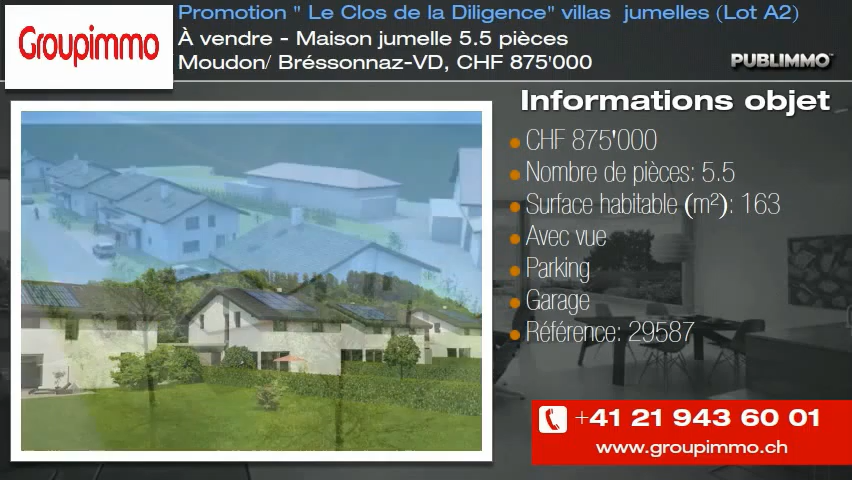 Groupimmo
Promotion " Le Clos de la Diligence" villas jumelles (Lot A2)
À vendre - Maison jumelle 5.5 pièces
Moudon/ Bréssonnaz-VD, CHF 875'000
PUBLIMMO
Informations objet
CHF 875'000
Nombre de pièces: 5.5
Surface habitable (m²): 163
Avec vue
Parking
Garage
Référence: 29587
+41 21 943 60 01
www.groupimmo.ch